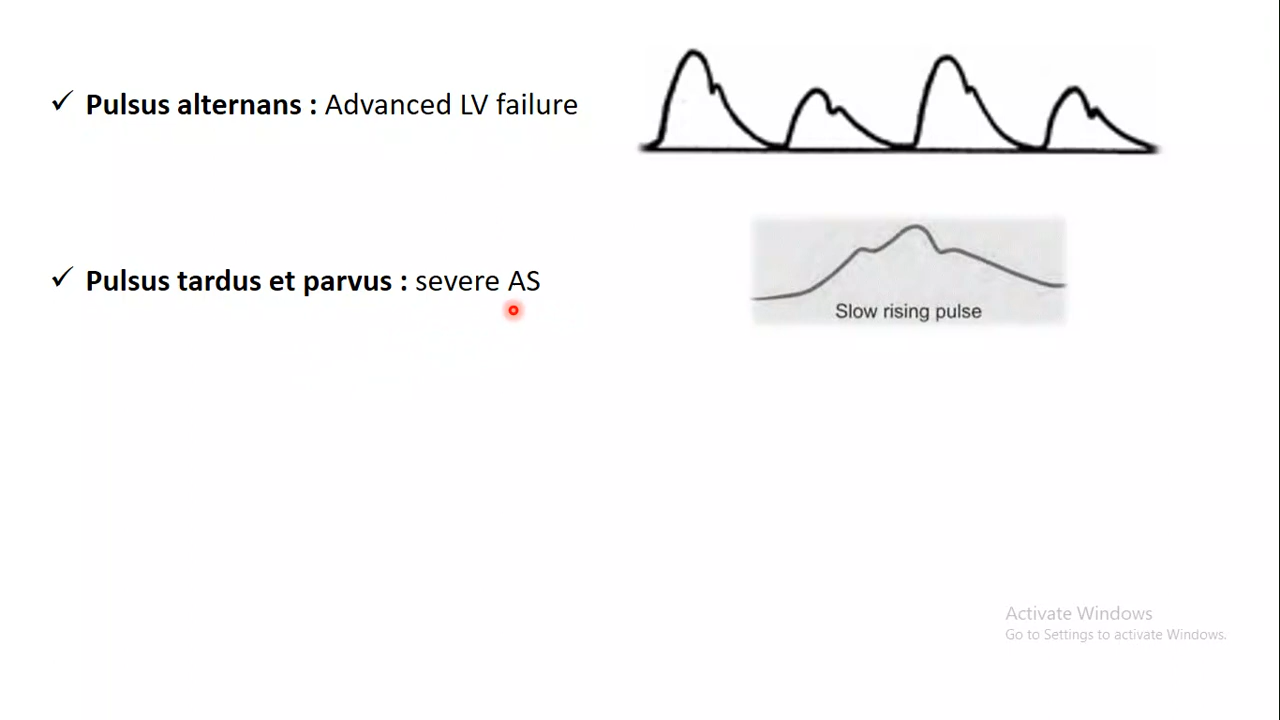 ✓ Pulsus alternans : Advanced LV failure
✓ Pulsus tardus et parvus : severe AS
Slow rising pulse
Activate Windows
Go to Settings to activate Windows.